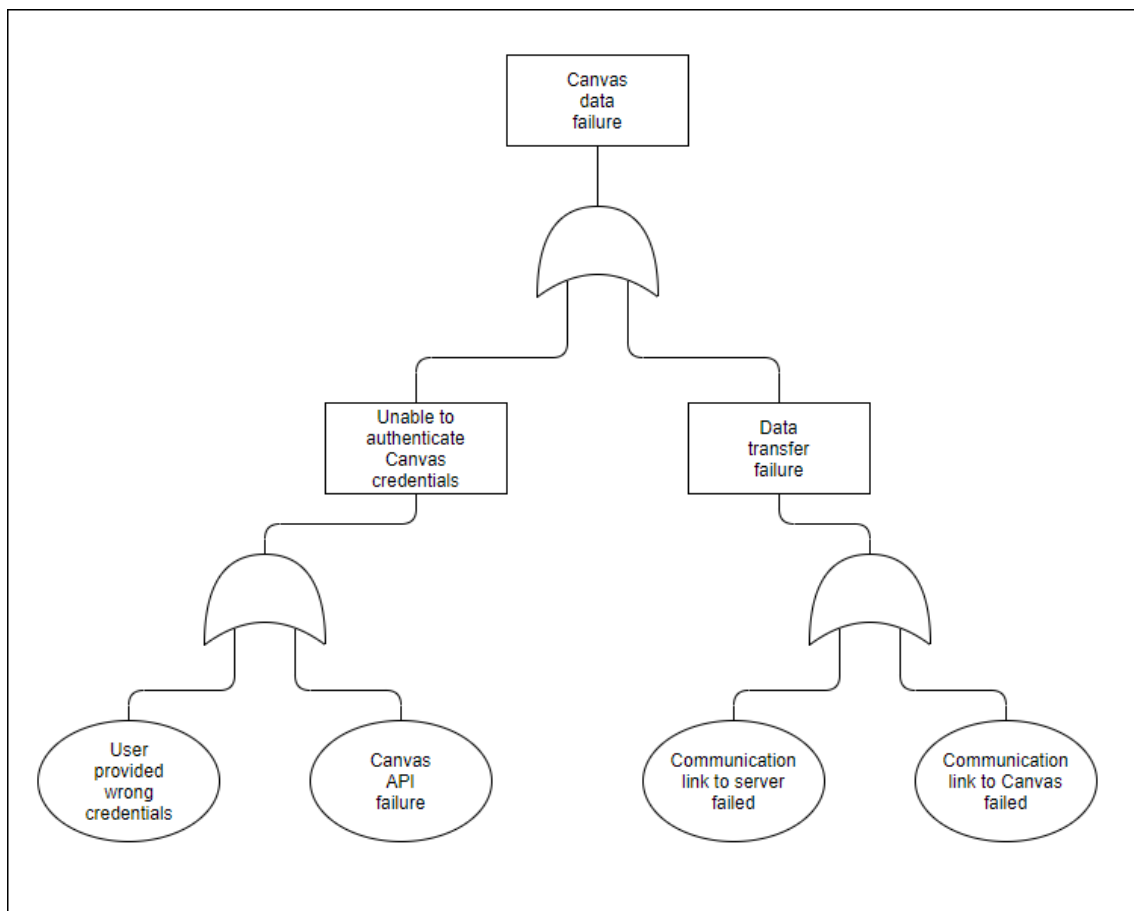 Canvas
data
failure
Unable to
authenticate
Canvas
credentials
Data
transfer
failure
User
provided
wrong
credentials
Canvas
API
failure
Communication
link to server
failed
Communication
link to Canvas
failed